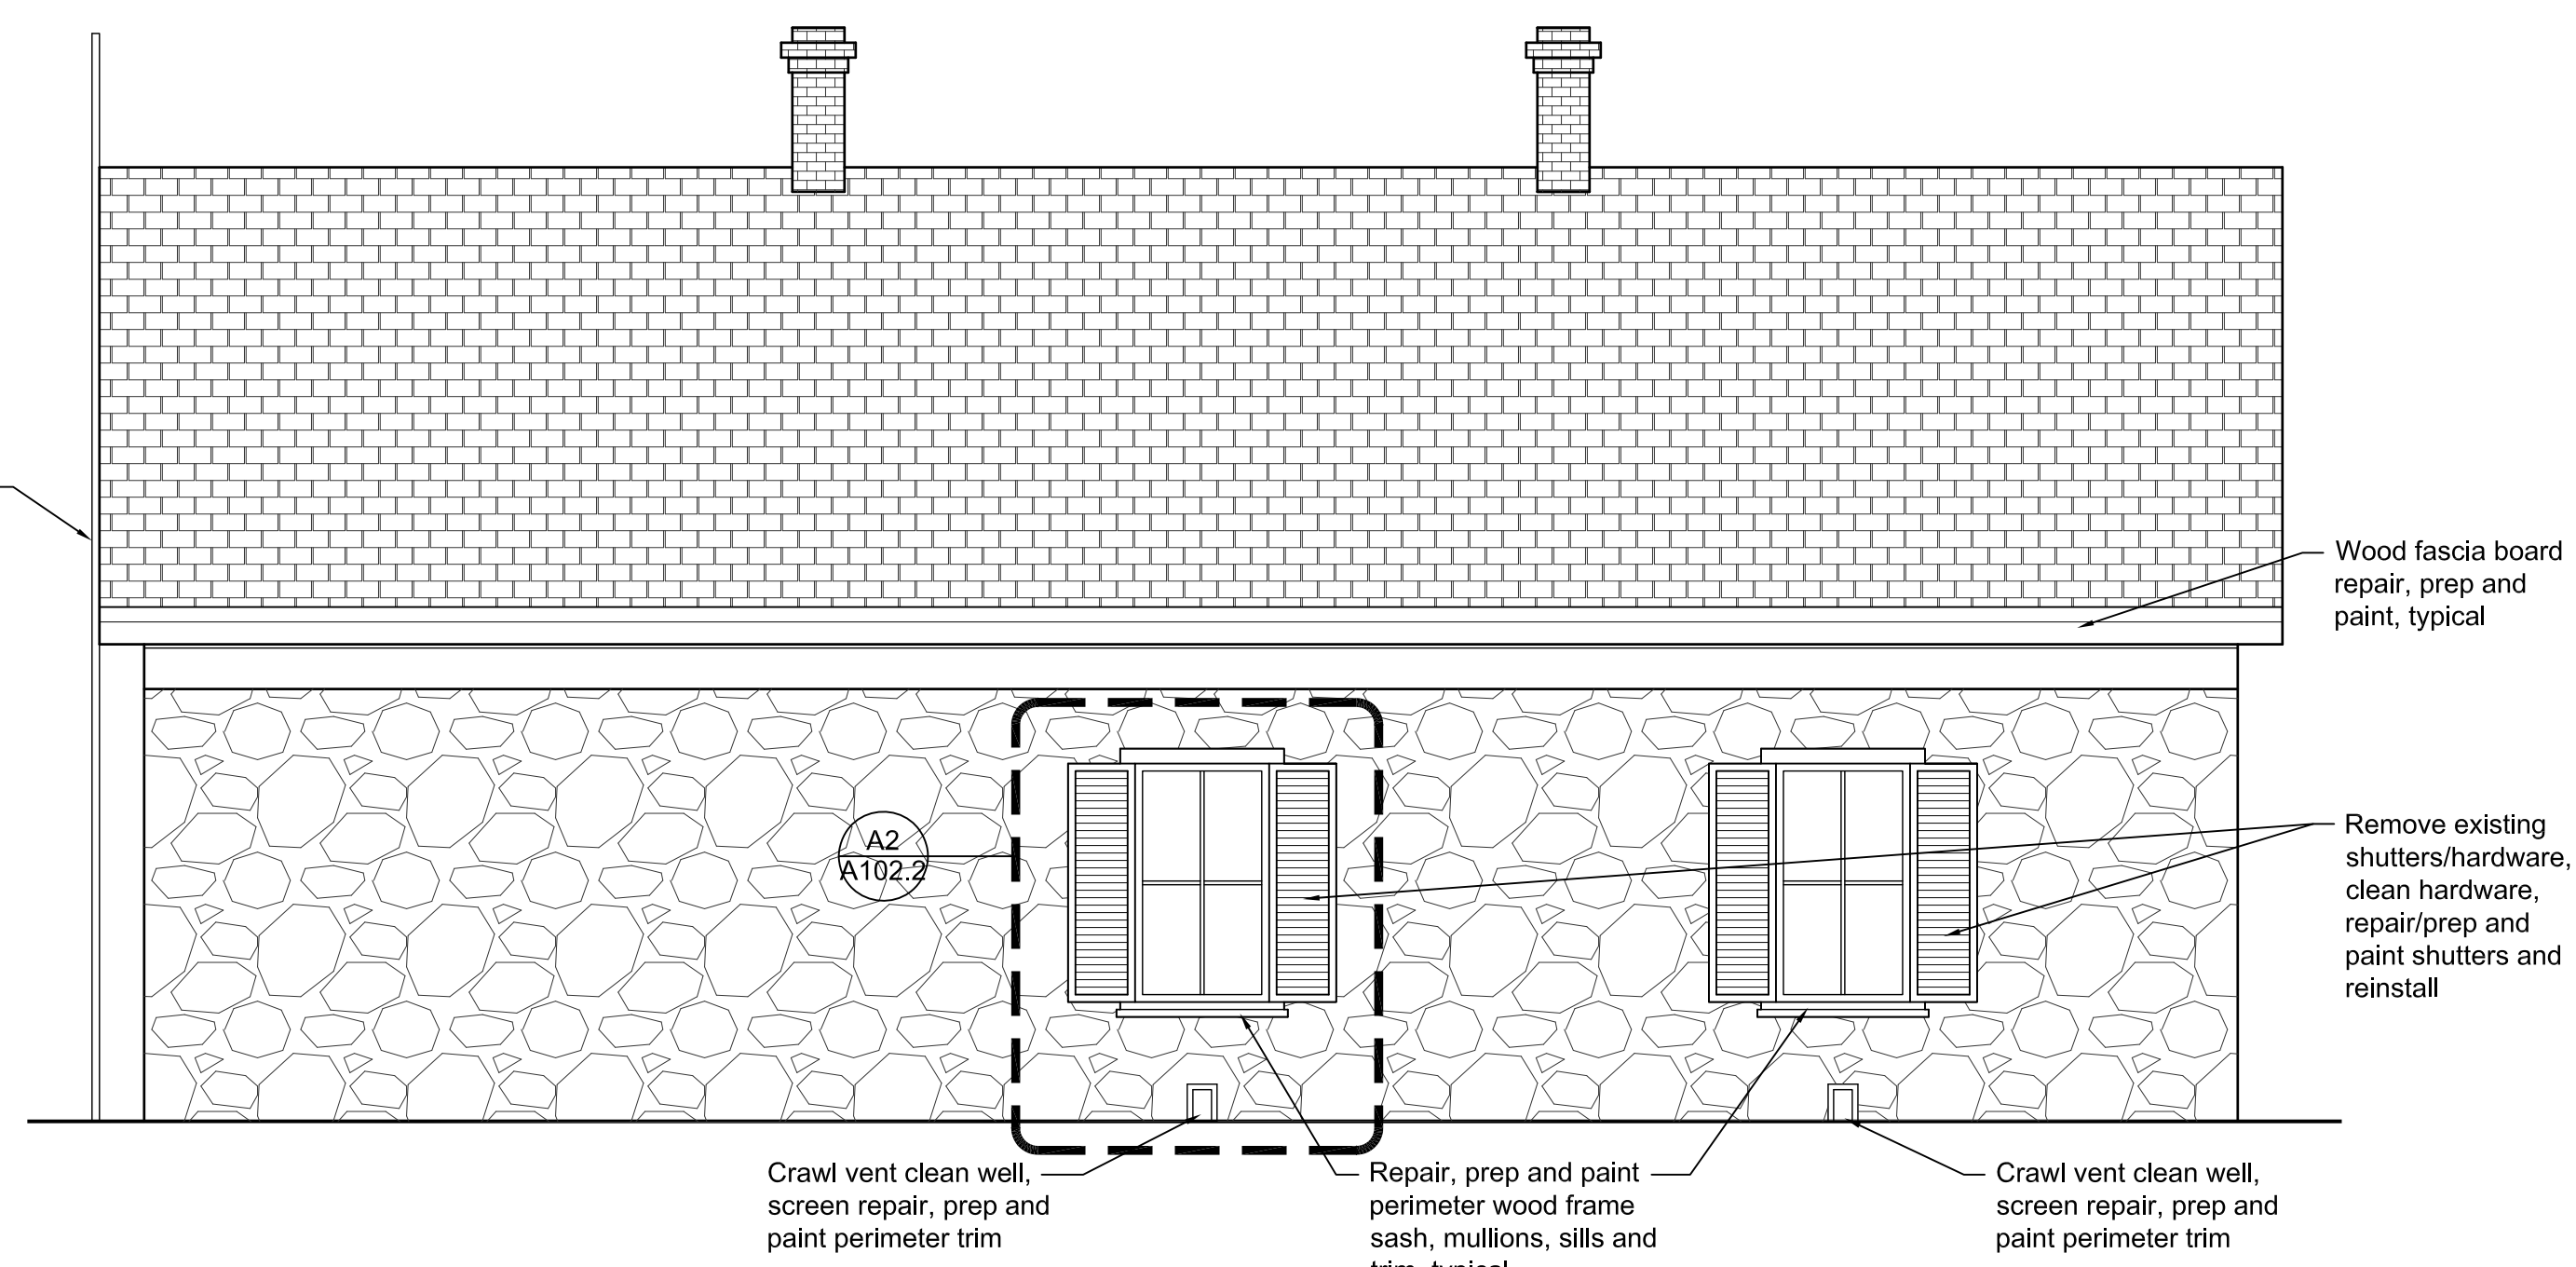 Wood fascia board
repair, prep and
paint, typical
A2
A102.2
Remove existing
shutters/hardware,
clean hardware,
repair/prep and
paint shutters and
reinstall
Crawl vent clean well,
screen repair, prep and
paint perimeter trim
Repair, prep and paint
perimeter wood frame
sash, mullions, sills and
trim, typical
Crawl vent clean well,
screen repair, prep and
paint perimeter trim